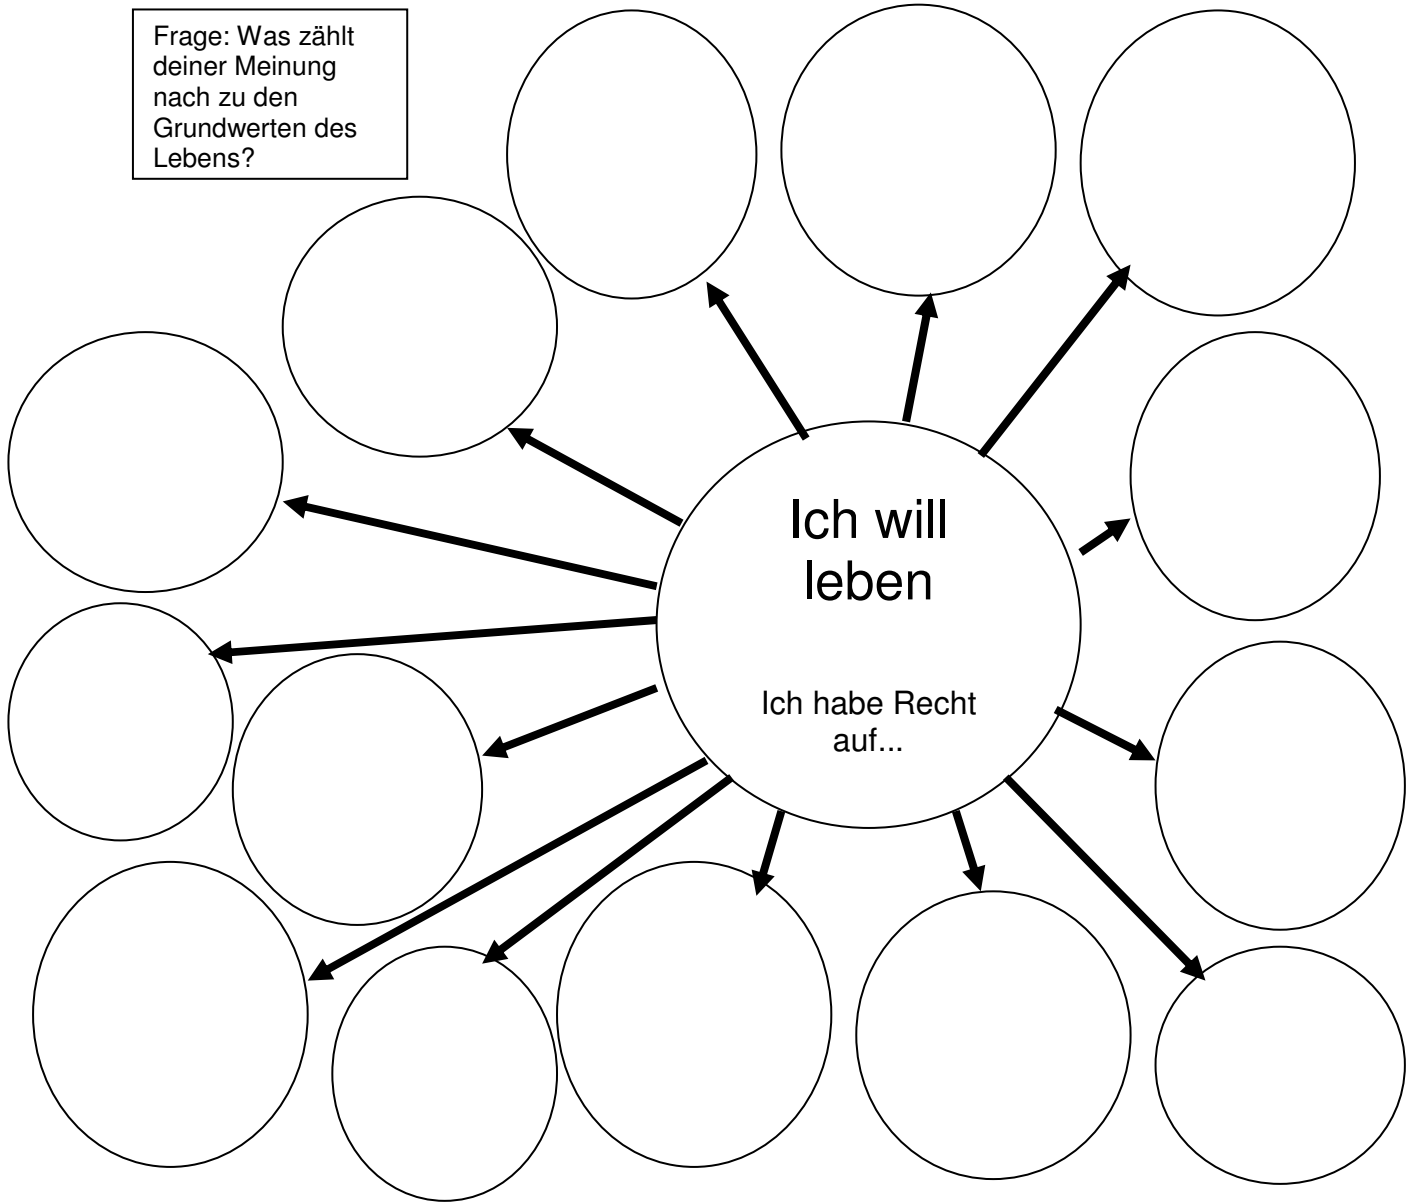 Frage: Was zählt
deiner Meinung
nach zu den
Grundwerten des
Lebens?
Ich will
leben
Ich habe Recht
auf...